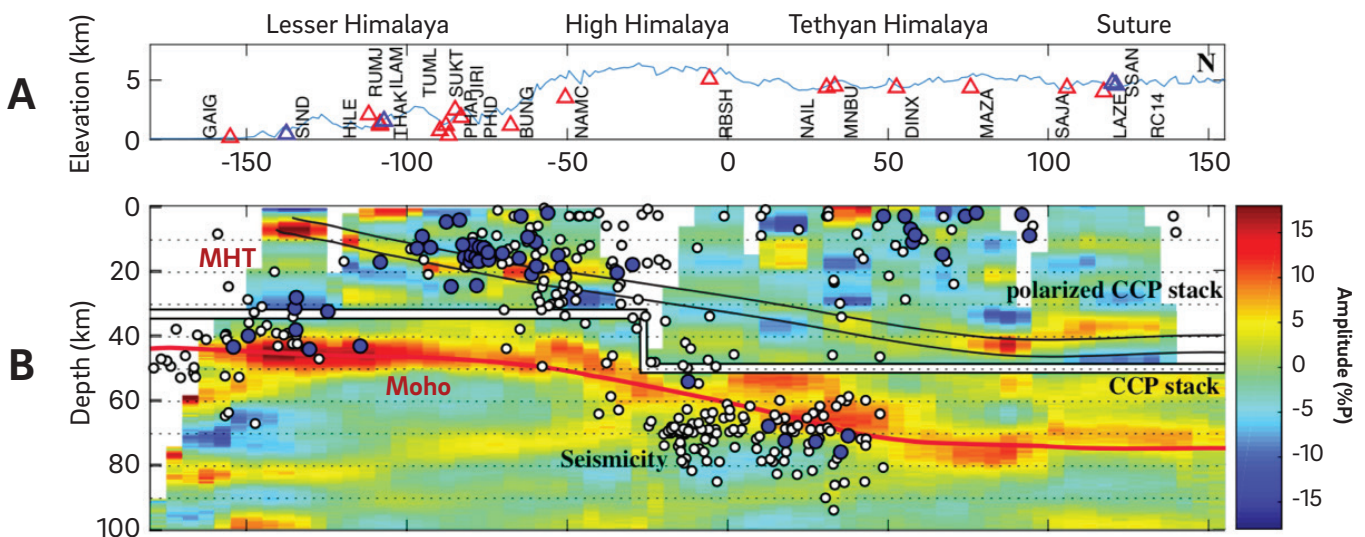 Lesser Himalaya High Himalaya Tethyan Himalaya Suture
A
Elevation (km)
5
0
GAIG
SIND
HILE
RUMJ
THAK
ILAM
TUML
SUKT
PHAP
JIRI
PHID
BUNG
NAMC
RBSH
NAIL
MNBU
DINX
MAZA
SAJA
LAZE
SSAN
RC14
N
-150 -100 -50 0 50 100 150
B
Depth (km)
0
20
40
60
80
100
MHT
Moho
Seismicity
polarized CCP stack
CCP stack
15
10
5
0
-5
-10
-15
Amplitude (%P)